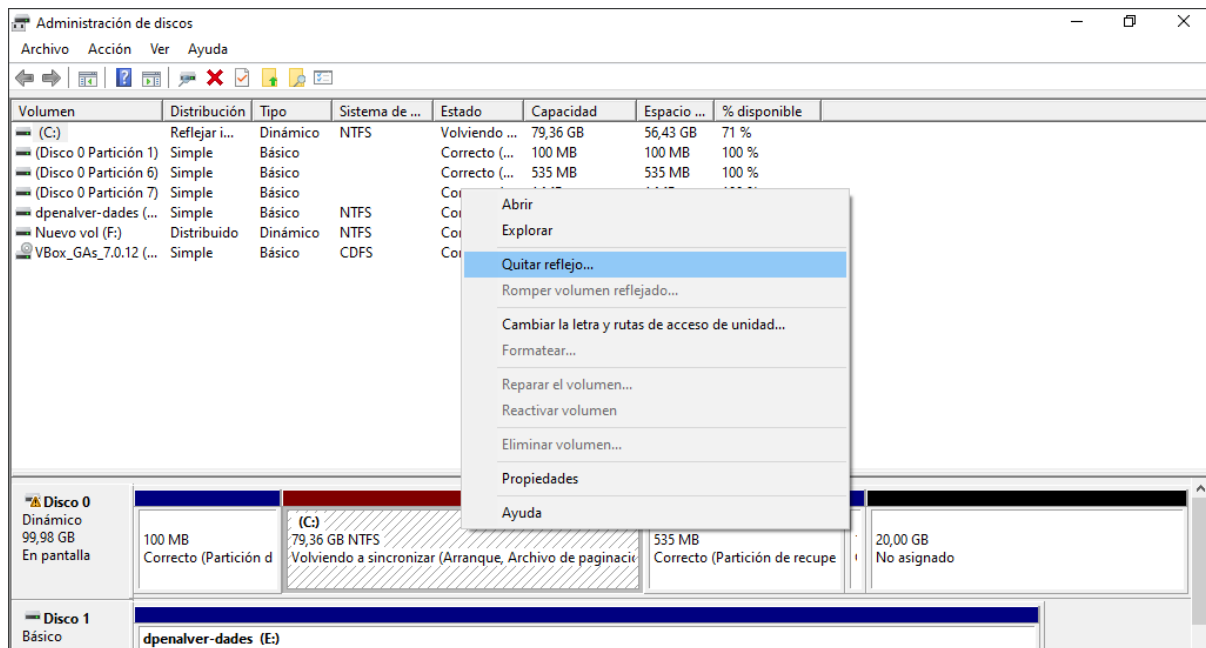 Administración de discos
Archivo Acción Ver Ayuda
Volumen Distribución Tipo Sistema de ... Estado Capacidad Espacio ... % disponible
(C:) Reflejar i... Dinámico NTFS Volviendo ... 79,36 GB 56,43 GB 71 %
(Disco 0 Partición 1) Simple Básico Correcto (... 100 MB 100 MB 100 %
(Disco 0 Partición 6) Simple Básico Correcto (... 535 MB 535 MB 100 %
(Disco 0 Partición 7) Simple Básico
dpenalver-dades (... Simple Básico NTFS
Nuevo vol (F:) Distribuido Dinámico NTFS
VBox_GAs_7.0.12 (... Simple Básico CDFS
Abrir
Explorar
Quitar reflejo...
Romper volumen reflejado...
Cambiar la letra y rutas de acceso de unidad...
Formatear...
Reparar el volumen...
Reactivar volumen
Eliminar volumen...
Propiedades
Ayuda
Disco 0
Dinámico
99,98 GB
En pantalla
100 MB
Correcto (Partición d
(C:)
79,36 GB NTFS
Volviendo a sincronizar (Arranque, Archivo de paginació
535 MB
Correcto (Partición de recupe
20,00 GB
No asignado
Disco 1
Básico
dpenalver-dades (E:)